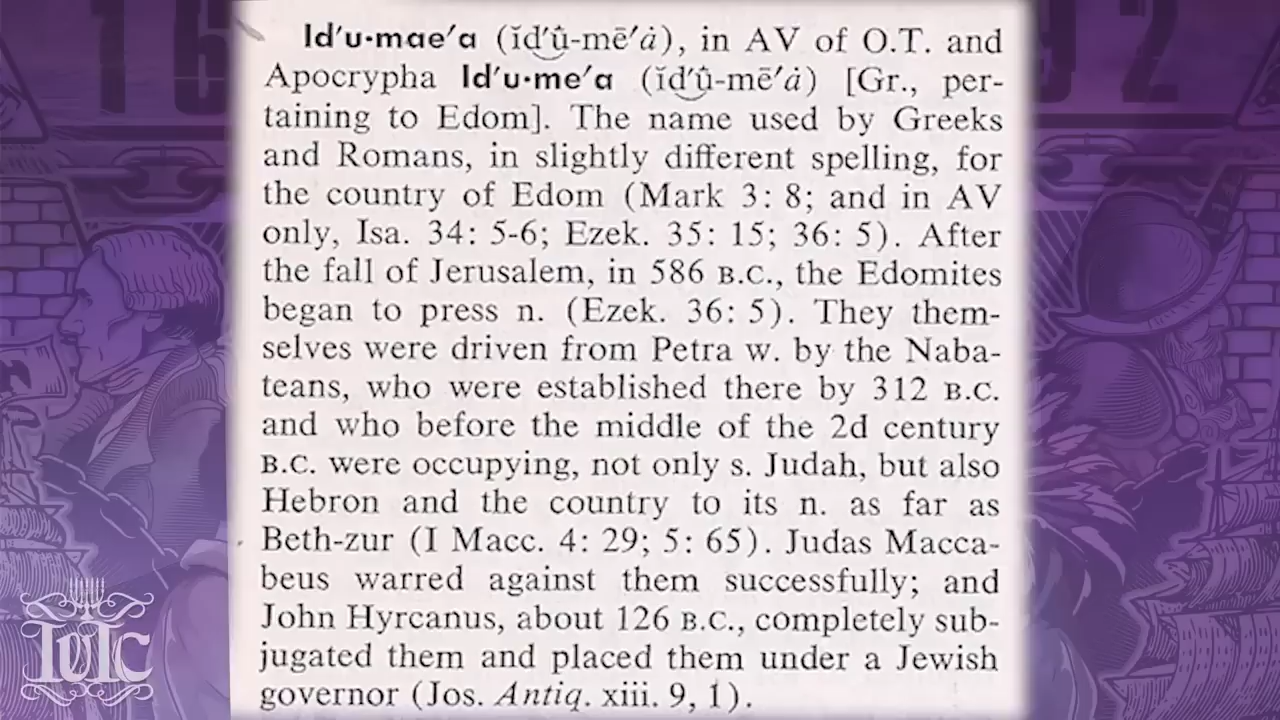 Id′u·mae′a (ĭd′û-mē′ȧ), in AV of O.T. and
Apocrypha Id′u·me′a (ĭd′û-mē′ȧ) [Gr., per-
taining to Edom]. The name used by Greeks
and Romans, in slightly different spelling, for
the country of Edom (Mark 3: 8; and in AV
only, Isa. 34: 5-6; Ezek. 35: 15; 36: 5). After
the fall of Jerusalem, in 586 B.C., the Edomites
began to press n. (Ezek. 36: 5). They them-
selves were driven from Petra w. by the Naba-
teans, who were established there by 312 B.C.
and who before the middle of the 2d century
B.C. were occupying, not only s. Judah, but also
Hebron and the country to its n. as far as
Beth-zur (I Macc. 4: 29; 5: 65). Judas Macca-
beus warred against them successfully; and
John Hyrcanus, about 126 B.C., completely sub-
jugated them and placed them under a Jewish
governor (Jos. Antiq. xiii. 9, 1).
IUIC